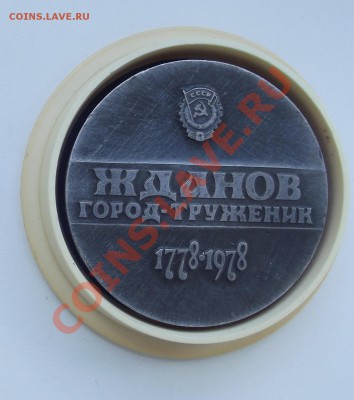 COINS.LAVE.RU
СССР
ЖДАНОВ
ГОРОД-ТРУЖЕНИК
1778-1978
COINS.LAVE.RU